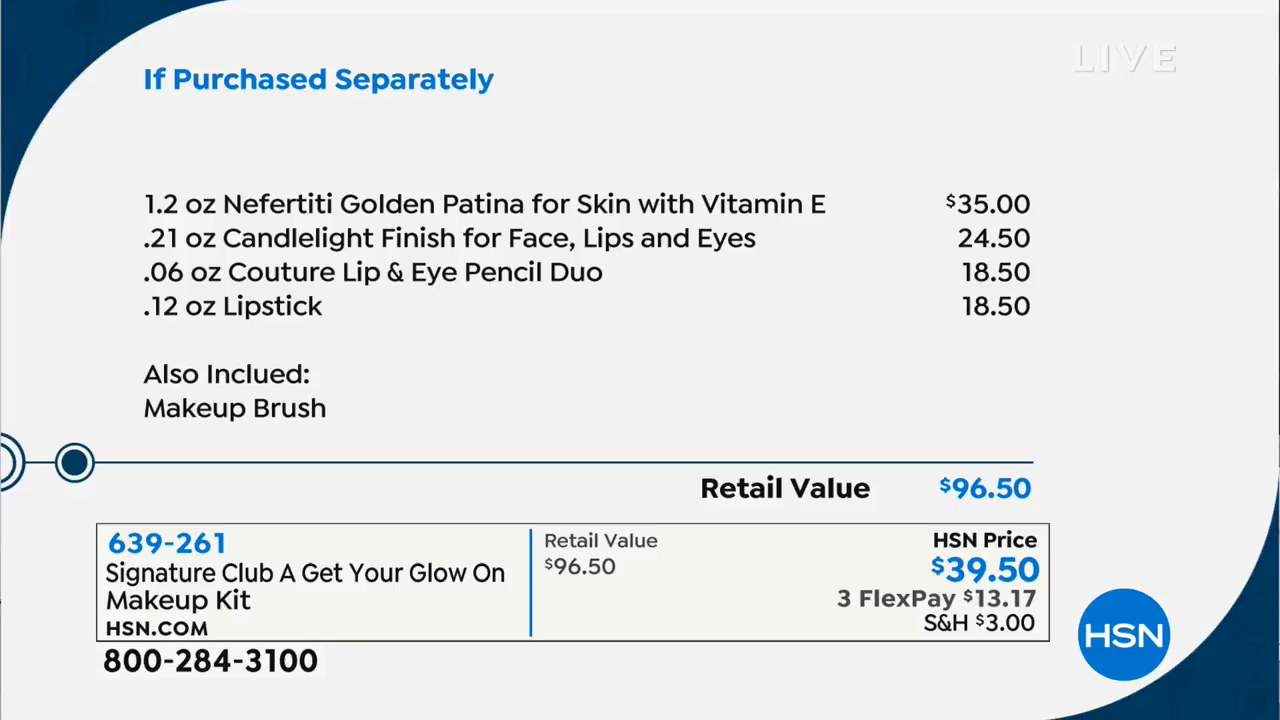 LIVE
If Purchased Separately
1.2 oz Nefertiti Golden Patina for Skin with Vitamin E $35.00
.21 oz Candlelight Finish for Face, Lips and Eyes 24.50
.06 oz Couture Lip & Eye Pencil Duo 18.50
.12 oz Lipstick 18.50
Also Inclued:
Makeup Brush
Retail Value $96.50
639-261
Signature Club A Get Your Glow On
Makeup Kit
HSN.COM
Retail Value
$96.50
HSN Price
$39.50
3 FlexPay $13.17
S&H $3.00
800-284-3100
HSN